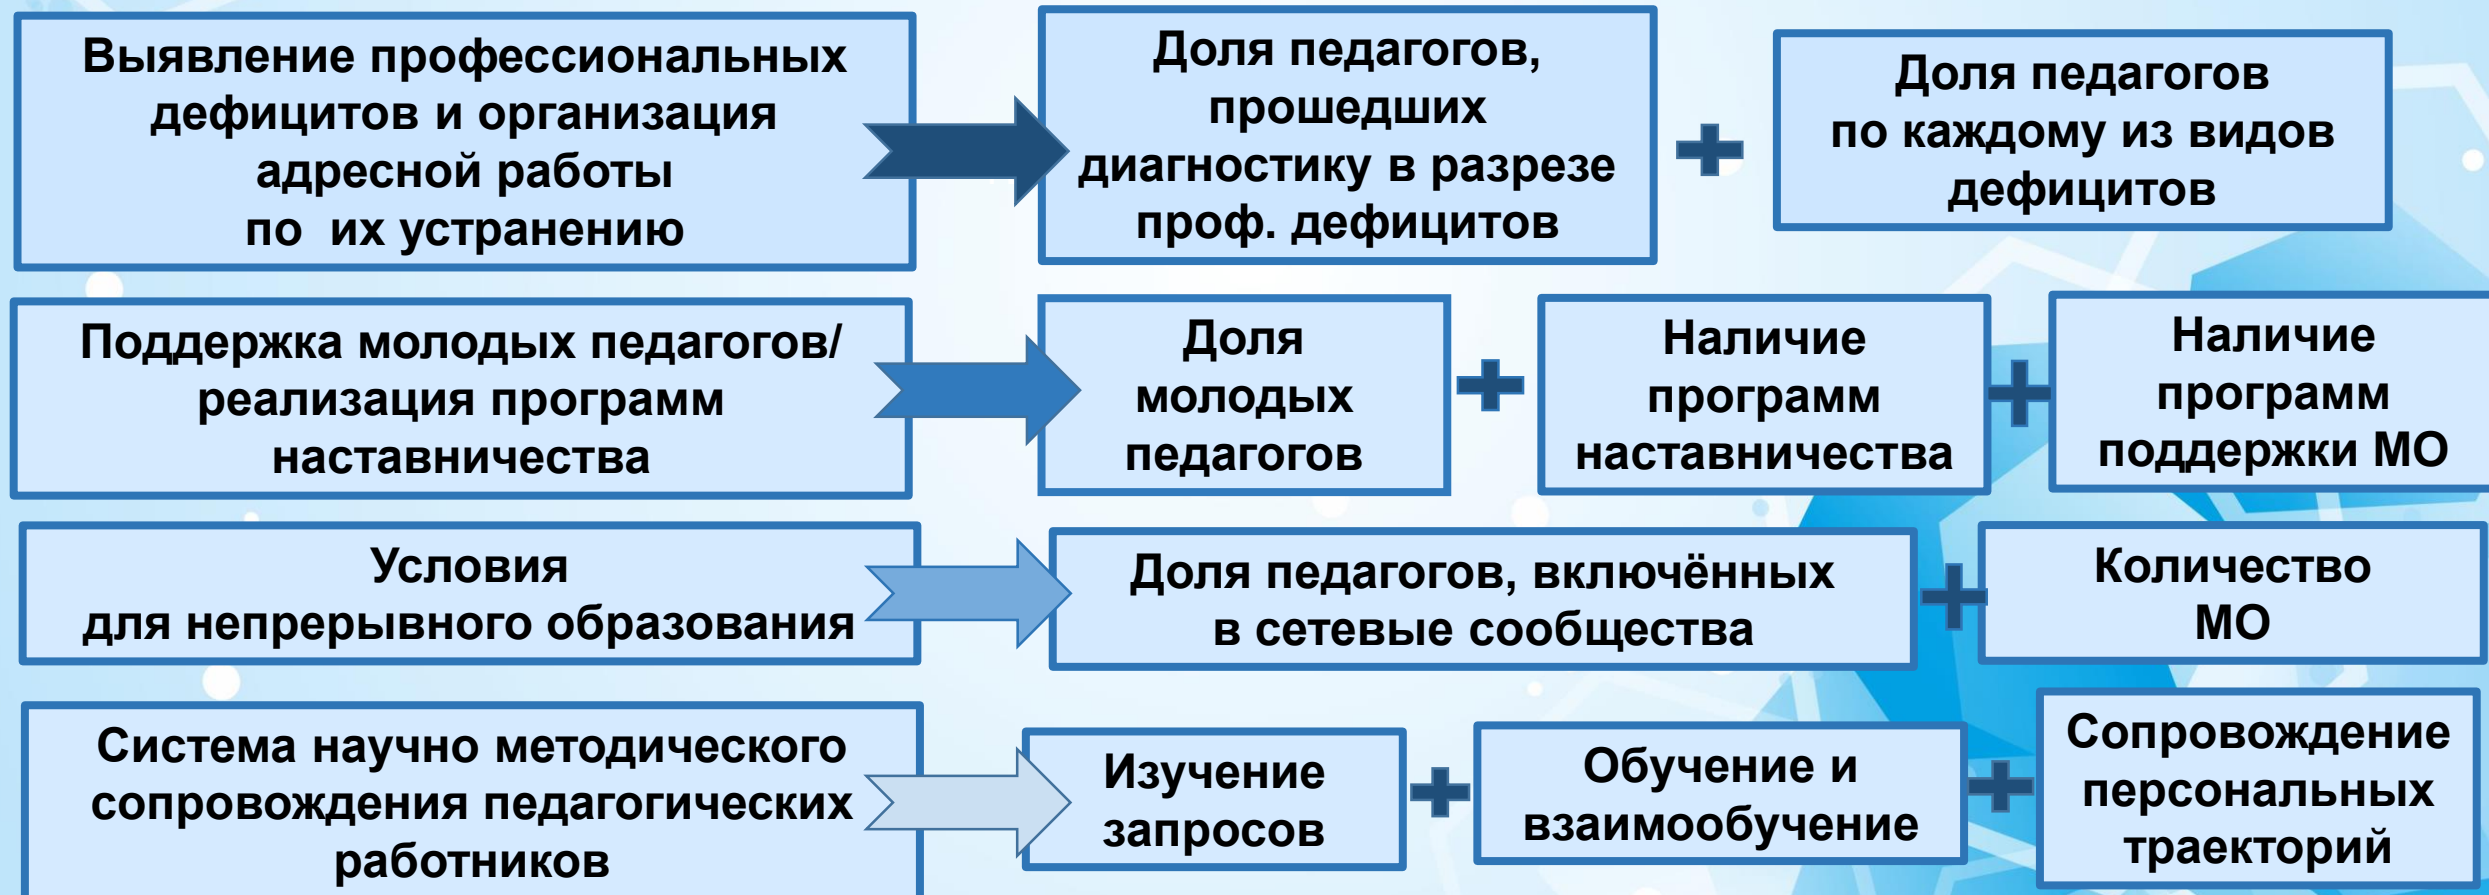 Выявление профессиональных
дефицитов и организация
адресной работы
по их устранению
Доля педагогов,
прошедших
диагностику в разрезе
проф. дефицитов
Доля педагогов
по каждому из видов
дефицитов
Поддержка молодых педагогов/
реализация программ
наставничества
Доля
молодых
педагогов
Наличие
программ
наставничества
Наличие
программ
поддержки МО
Условия
для непрерывного образования
Доля педагогов, включённых
в сетевые сообщества
Количество
МО
Система научно методического
сопровождения педагогических
работников
Изучение
запросов
Обучение и
взаимообучение
Сопровождение
персональных
траекторий